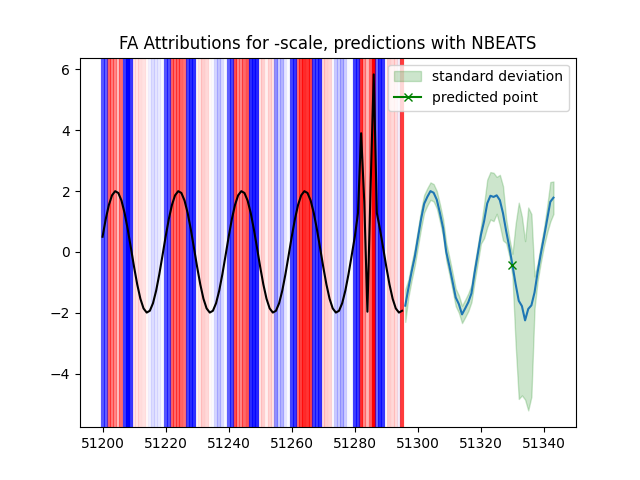 FA Attributions for -scale, predictions with NBEATS
standard deviation
predicted point
6
4
2
0
−2
−4
51200 51220 51240 51260 51280 51300 51320 51340